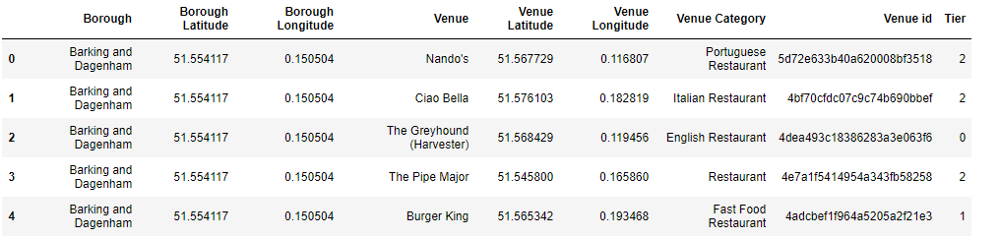 Borough Borough Latitude Borough Longitude Venue Venue Latitude Venue Longitude Venue Category Venue id Tier
0 Barking and Dagenham 51.554117 0.150504 Nando's 51.567729 0.116807 Portuguese Restaurant 5d72e633b40a620008bf3518 2
1 Barking and Dagenham 51.554117 0.150504 Ciao Bella 51.576103 0.182819 Italian Restaurant 4bf70cfdc07c9c74b690bbef 2
2 Barking and Dagenham 51.554117 0.150504 The Greyhound (Harvester) 51.568429 0.119456 English Restaurant 4dea493c18386283a3e063f6 0
3 Barking and Dagenham 51.554117 0.150504 The Pipe Major 51.545800 0.165860 Restaurant 4e7a1f5414954a343fb58258 2
4 Barking and Dagenham 51.554117 0.150504 Burger King 51.565342 0.193468 Fast Food Restaurant 4adcbef1f964a5205a2f21e3 1